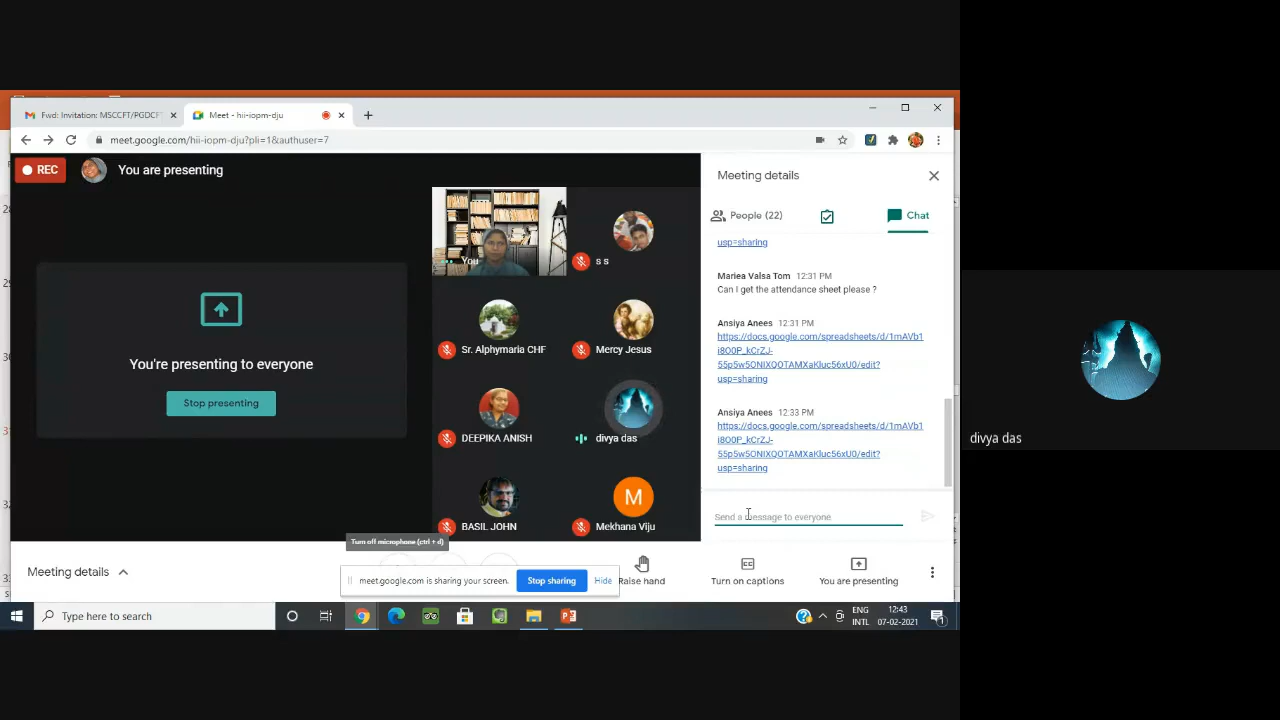 Fwd: Invitation: MSCCFT/PGDCFT
Meet - hii-iopm-dju
meet.google.com/hii-iopm-dju?pli=1&authuser=7
REC
You are presenting
You're presenting to everyone
Stop presenting
You
s s
Sr. Alphymaria CHF
Mercy Jesus
DEEPIKA ANISH
divya das
BASIL JOHN
M
Mekhana Viju
Meeting details
People (22)
Chat
usp=sharing
Mariea Valsa Tom 12:31 PM
Can I get the attendance sheet please ?
Ansiya Anees 12:31 PM
https://docs.google.com/spreadsheets/d/1mAVb1
i8O0P_kCrZJ-
55p5w5ONIXQOTAMXaKluc56xU0/edit?
usp=sharing
Ansiya Anees 12:33 PM
https://docs.google.com/spreadsheets/d/1mAVb1
i8O0P_kCrZJ-
55p5w5ONIXQOTAMXaKluc56xU0/edit?
usp=sharing
Send a message to everyone
Turn off microphone (ctrl + d)
Meeting details
meet.google.com is sharing your screen.
Stop sharing
Hide
Raise hand
Turn on captions
You are presenting
Type here to search
ENG
INTL
12:43
07-02-2021
divya das